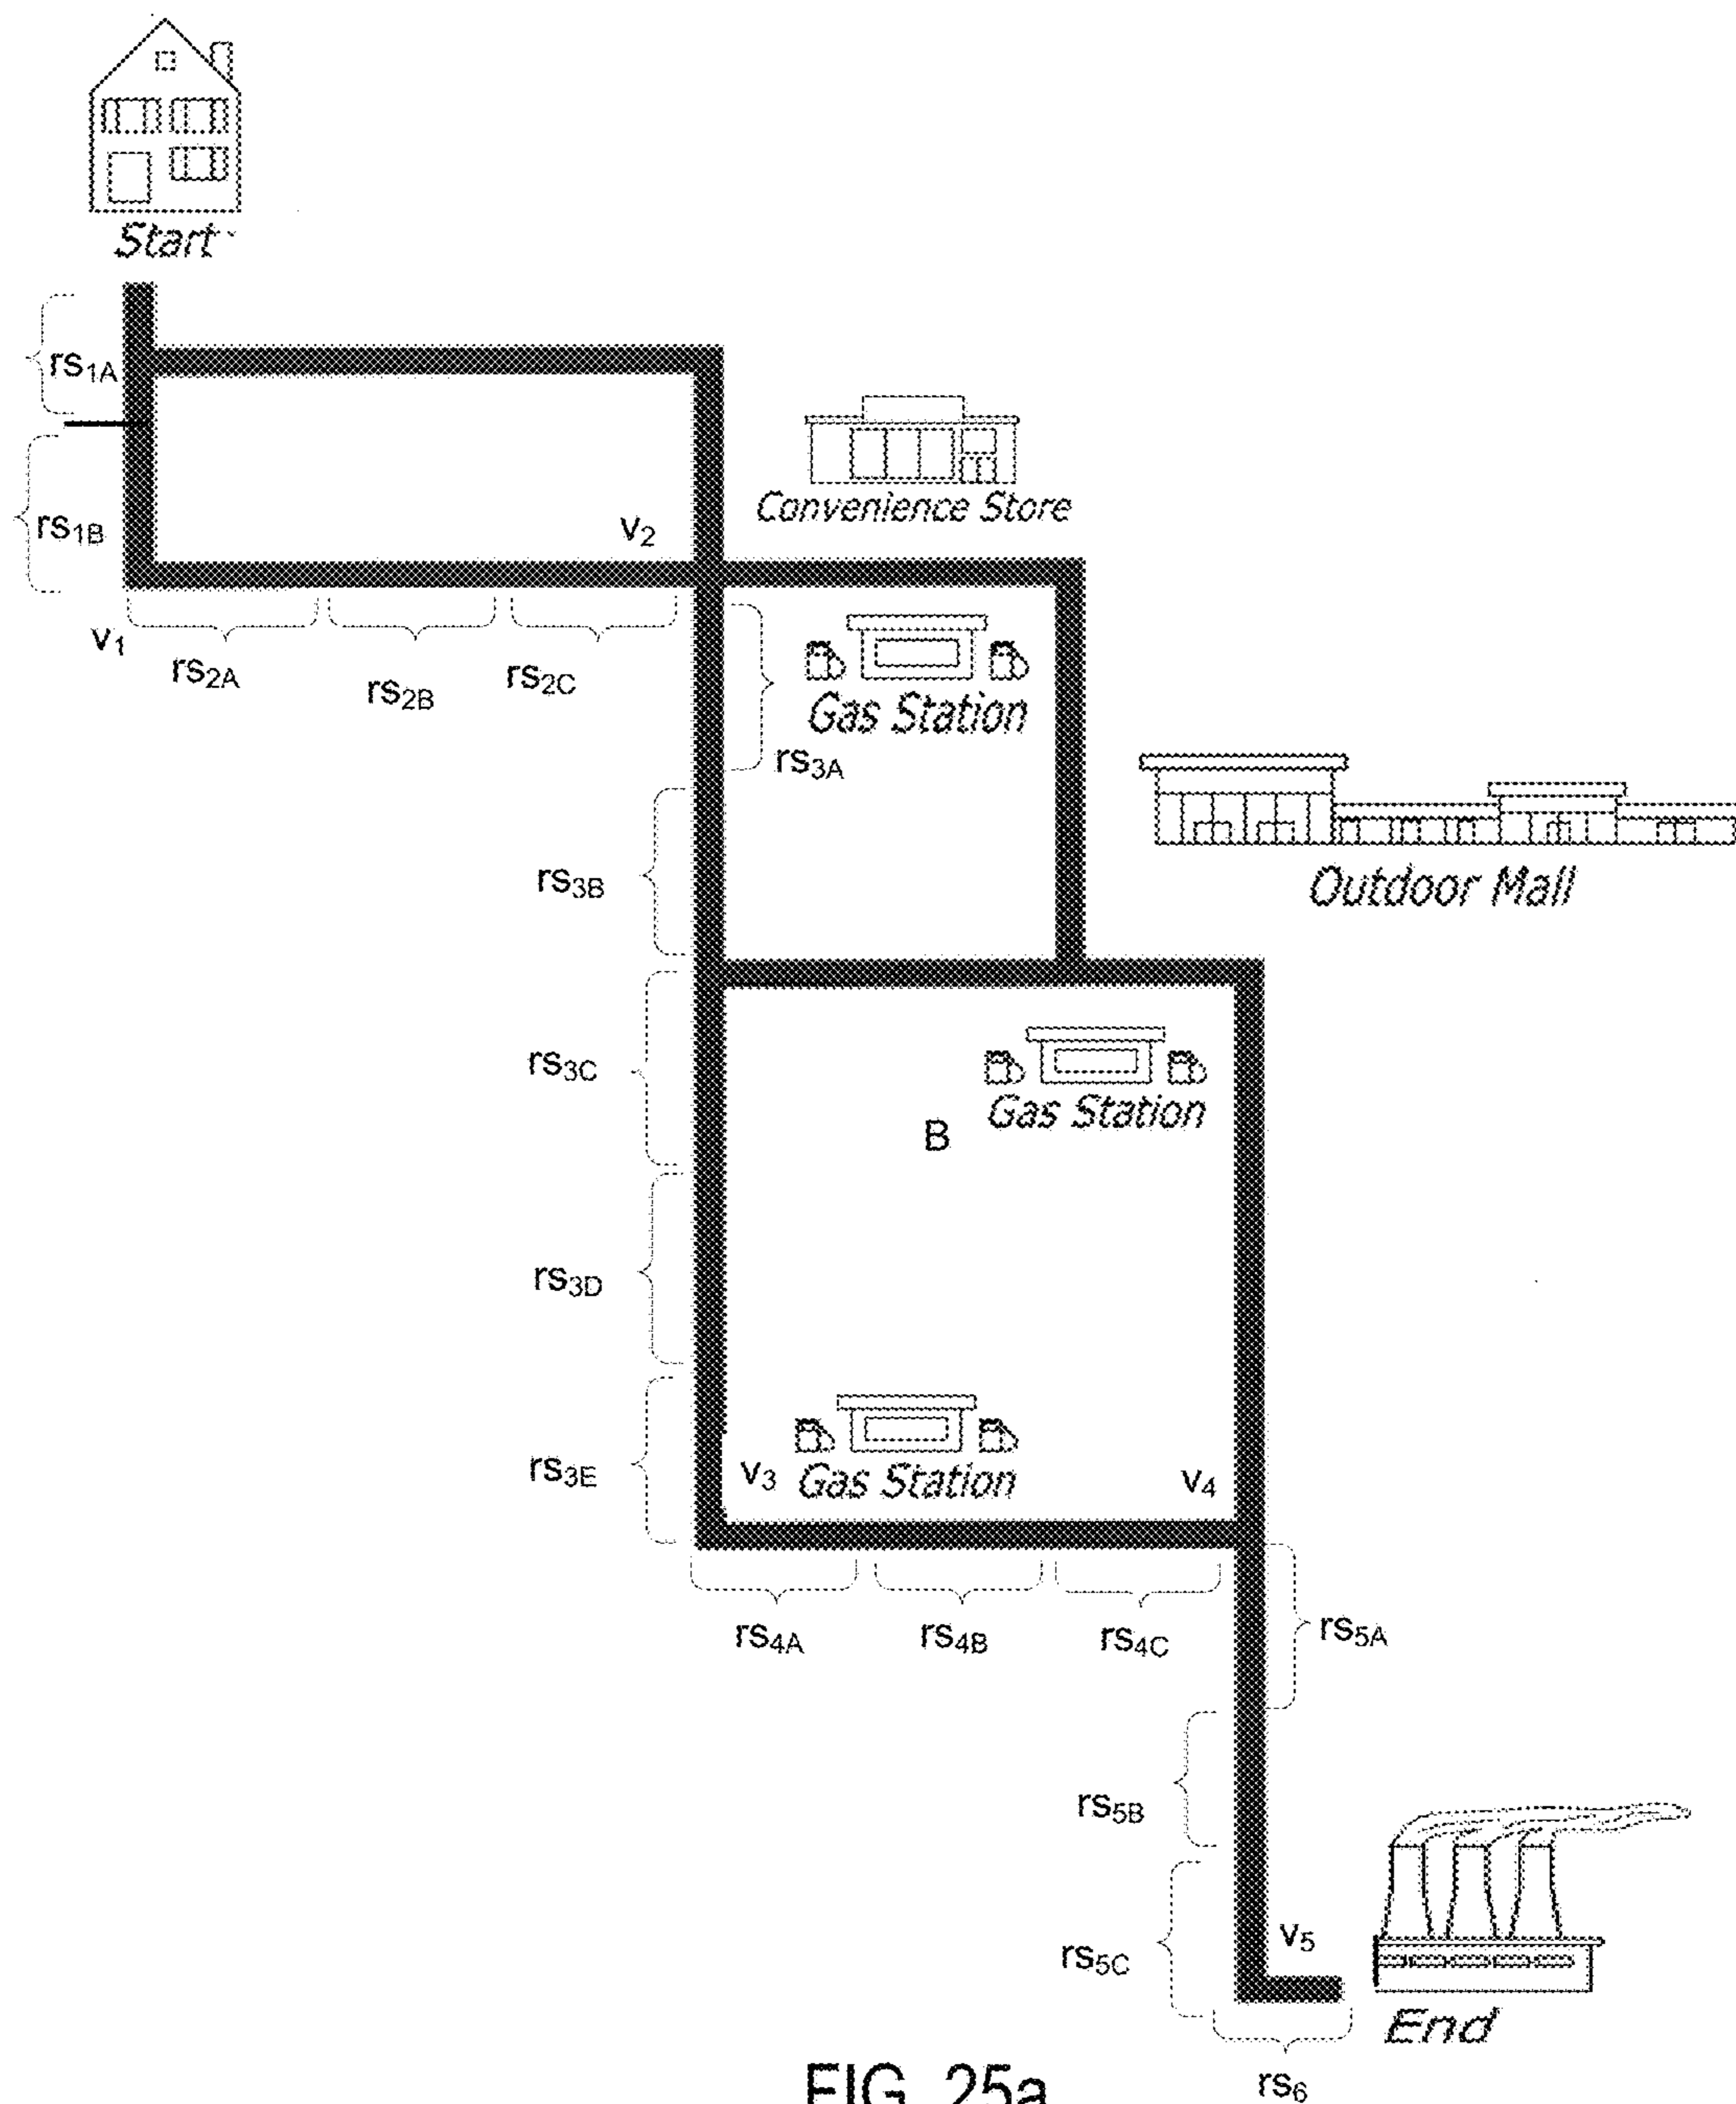 Start
rs1A
rs1B
Convenience Store
v2
v1
rs2A
rs2B
rs2C
Gas Station
rs3A
rs3B
Outdoor Mall
rs3C
Gas Station
B
rs3D
rs3E
v3
Gas Station
v4
rs4A
rs4B
rs4C
rs5A
rs5B
rs5C
v5
End
rs6
FIG. 25a